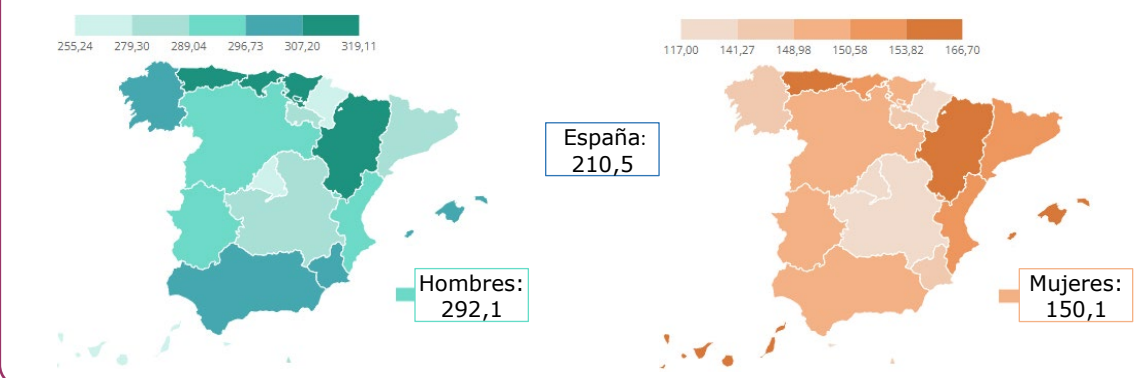 255,24 279,30 289,04 296,73 307,20 319,11
117,00 141,27 148,98 150,58 153,82 166,70
España:
210,5
Hombres:
292,1
Mujeres:
150,1